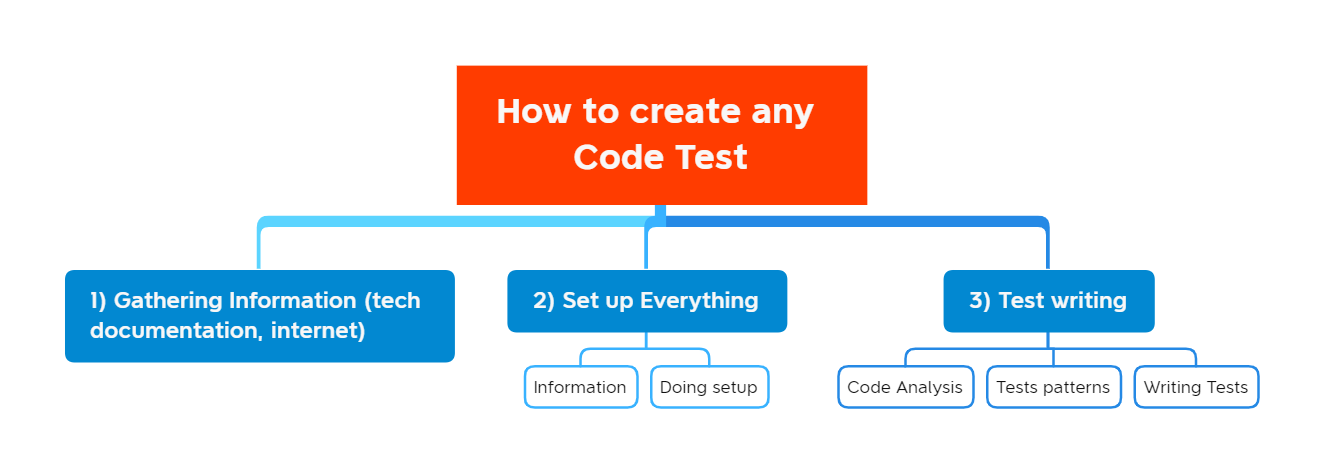 How to create any
Code Test
1) Gathering Information (tech
documentation, internet)
2) Set up Everything
3) Test writing
Information
Doing setup
Code Analysis
Tests patterns
Writing Tests